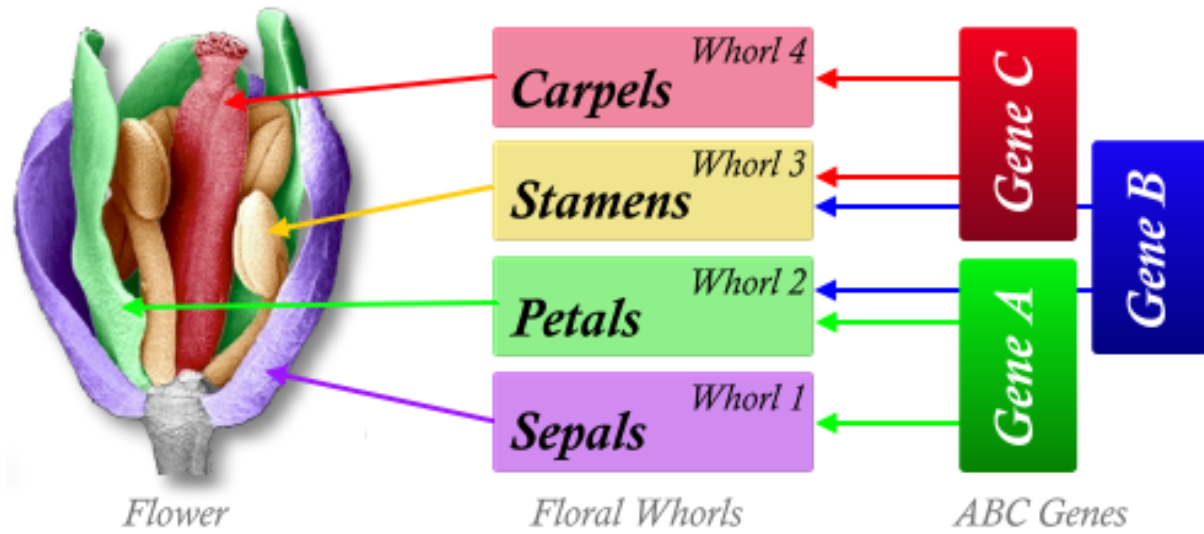 Whorl 4
Carpels
Whorl 3
Stamens
Whorl 2
Petals
Whorl 1
Sepals
Gene C
Gene B
Gene A
Flower
Floral Whorls
ABC Genes